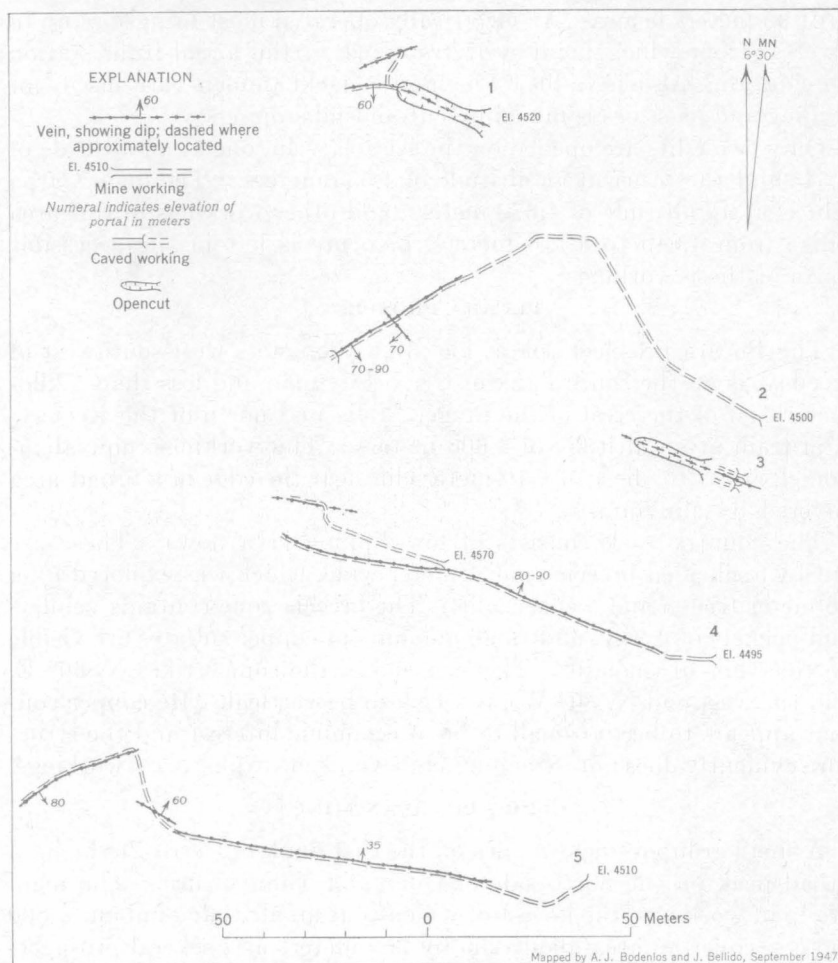 EXPLANATION
60
Vein, showing dip; dashed where
approximately located
El. 4510
Mine working
Numeral indicates elevation of
portal in meters
Caved working
Opencut
N MN
6°30'
60
1
El. 4520
70
70-90
2
El. 4500
3
El. 4570
80-90
4
El. 4495
80
60
35
5
El. 4510
50 0 50 Meters
Mapped by A. J. Bodenlos and J. Bellido, September 1947